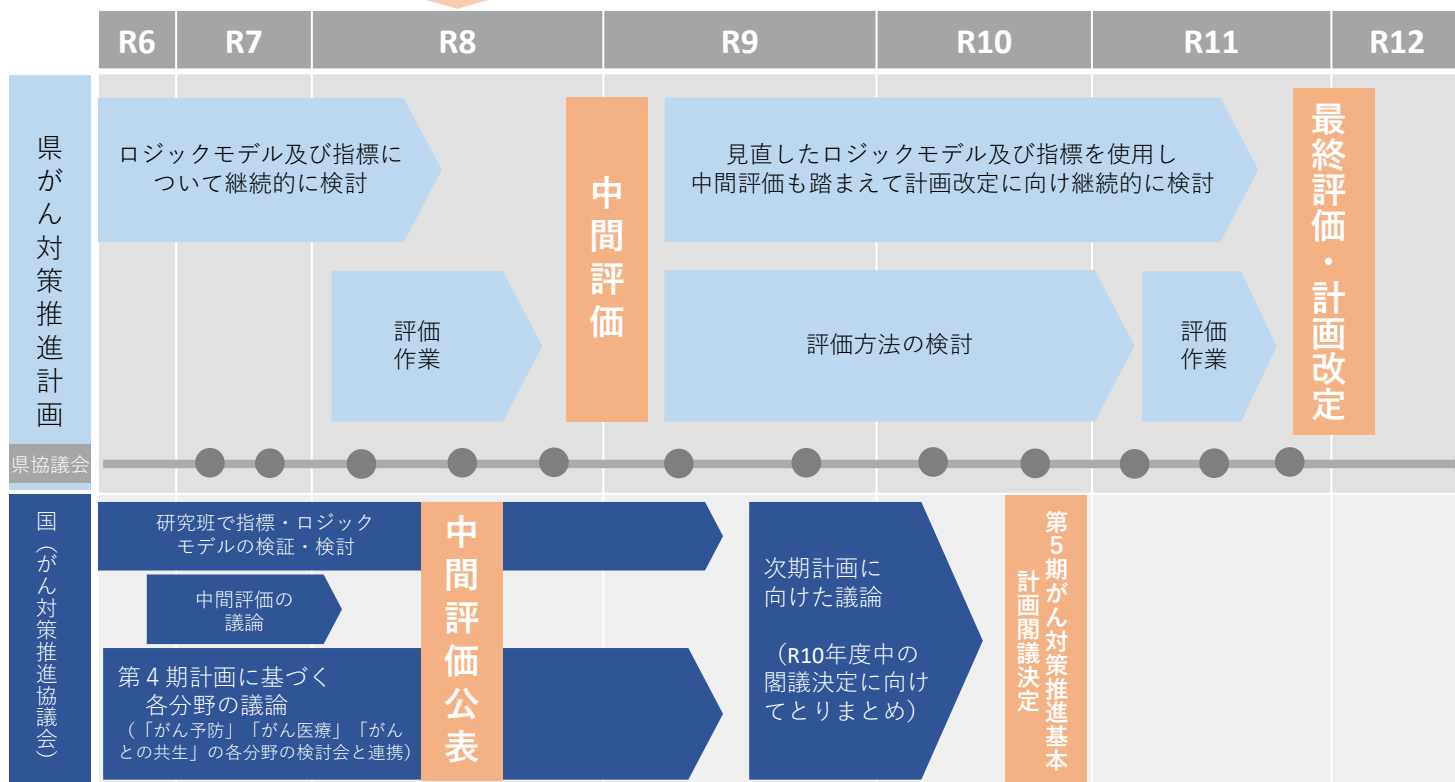 R6 R7 R8 R9 R10 R11 R12
県がん対策推進計画
ロジックモデル及び指標に
ついて継続的に検討
評価
作業
中間評価
見直したロジックモデル及び指標を使用し
中間評価も踏まえて計画改定に向け継続的に検討
評価方法の検討
評価
作業
最終評価・計画改定
県協議会
国（がん対策推進協議会）
研究班で指標・ロジック
モデルの検証・検討
中間評価の
議論
第４期計画に基づく
各分野の議論
（「がん予防」「がん医療」「がん
との共生」の各分野の検討会と連携）
中間評価公表
次期計画に
向けた議論
（R10年度中の
閣議決定に向け
てとりまとめ）
第５期がん対策推進基本
計画閣議決定